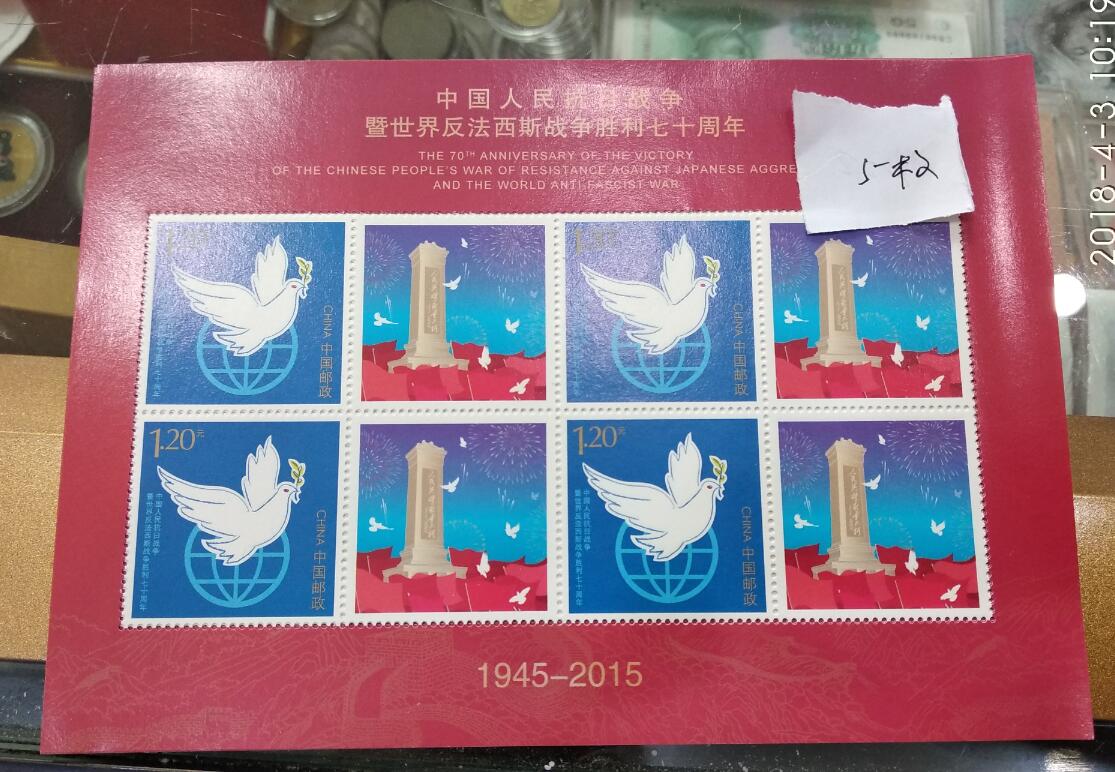 中国人民抗日战争
暨世界反法西斯战争胜利七十周年
THE 70TH ANNIVERSARY OF THE VICTORY
OF THE CHINESE PEOPLE'S WAR OF RESISTANCE AGAINST JAPANESE AGGRE
AND THE WORLD ANTI-FASCIST WAR
5枚
2018-4-3 10:19
1.20
CHINA 中国邮政
1.20
CHINA 中国邮政
1.20元
中国人民抗日战争
暨世界反法西斯战争胜利七十周年
CHINA 中国邮政
1.20元
中国人民抗日战争
暨世界反法西斯战争胜利七十周年
CHINA 中国邮政
1945–2015